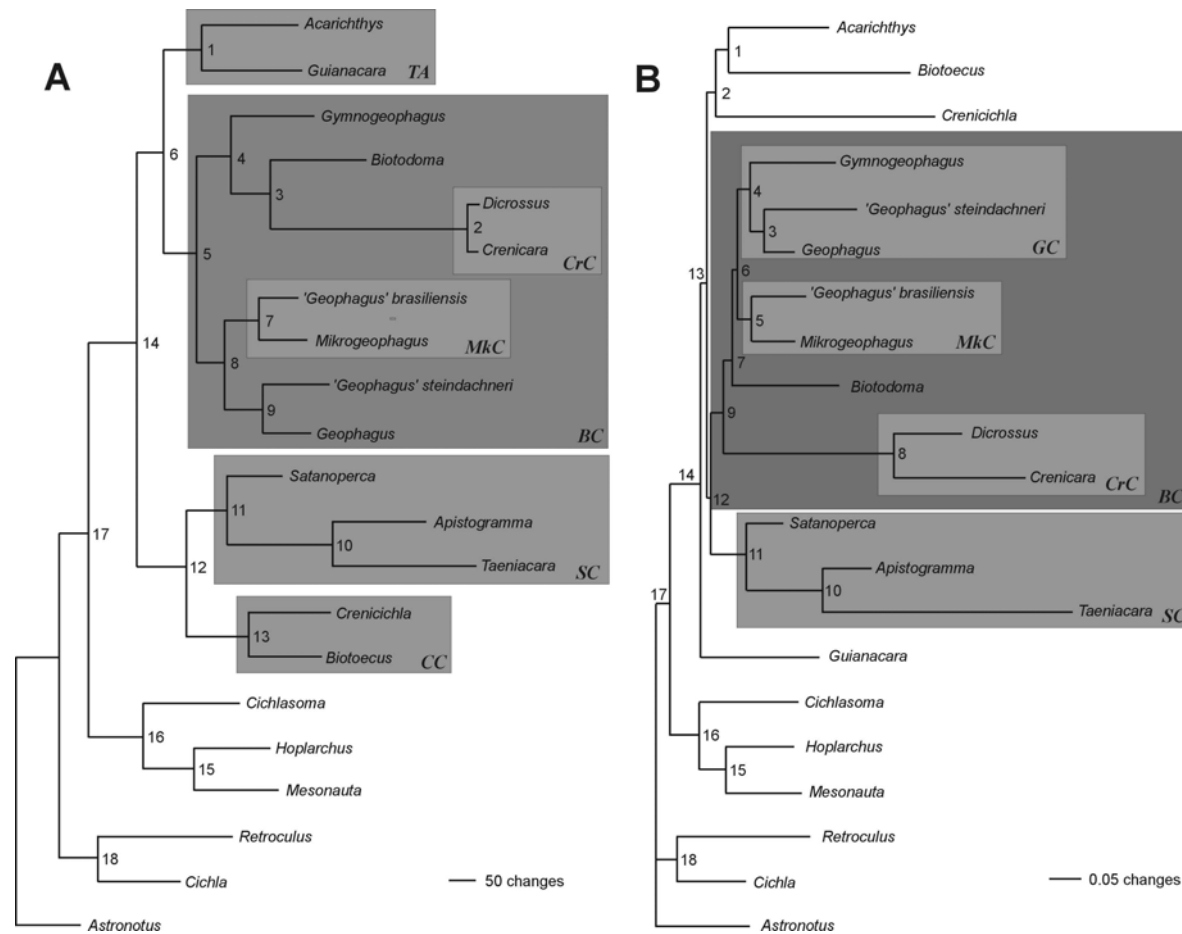 A
Acarichthys
1
Guianacara
TA
6
Gymnogeophagus
4
Biotodoma
3
Dicrossus
2
Crenicara
CrC
5
'Geophagus' brasiliensis
7
Mikrogeophagus
MkC
14
8
'Geophagus' steindachneri
9
Geophagus
BC
Satanoperca
11
Apistogramma
17
10
12
Taeniacara
SC
Crenicichla
13
Biotoecus
CC
Cichlasoma
16
Hoplarchus
15
Mesonauta
Retroculus
18
Cichla
50 changes
Astronotus
B
Acarichthys
1
Biotoecus
2
Crenicichla
Gymnogeophagus
4
'Geophagus' steindachneri
3
Geophagus
GC
13
6
'Geophagus' brasiliensis
5
Mikrogeophagus
MkC
7
Biotodoma
9
Dicrossus
8
Crenicara
CrC
14
12
BC
Satanoperca
11
Apistogramma
10
17
Taeniacara
SC
Guianacara
Cichlasoma
16
Hoplarchus
15
Mesonauta
Retroculus
18
Cichla
0.05 changes
Astronotus